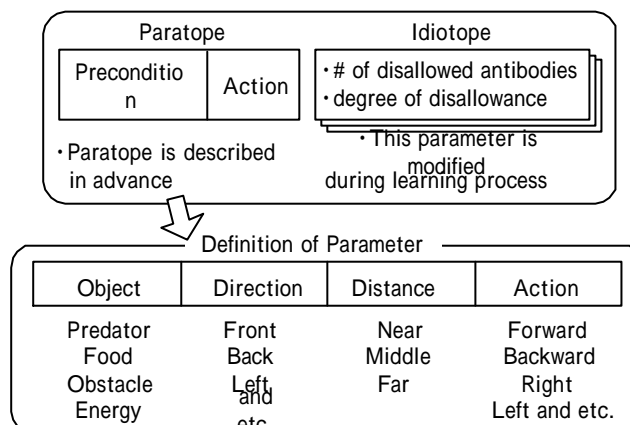 Paratope
Idiotope
Preconditio
n
Action
・# of disallowed antibodies
・degree of disallowance
・Paratope is described
in advance
・This parameter is
modified
during learning process
Definition of Parameter
Object Direction Distance Action
Predator Front Near Forward
Food Back Middle Backward
Obstacle Left Far Right
and
Energy etc. Left and etc.